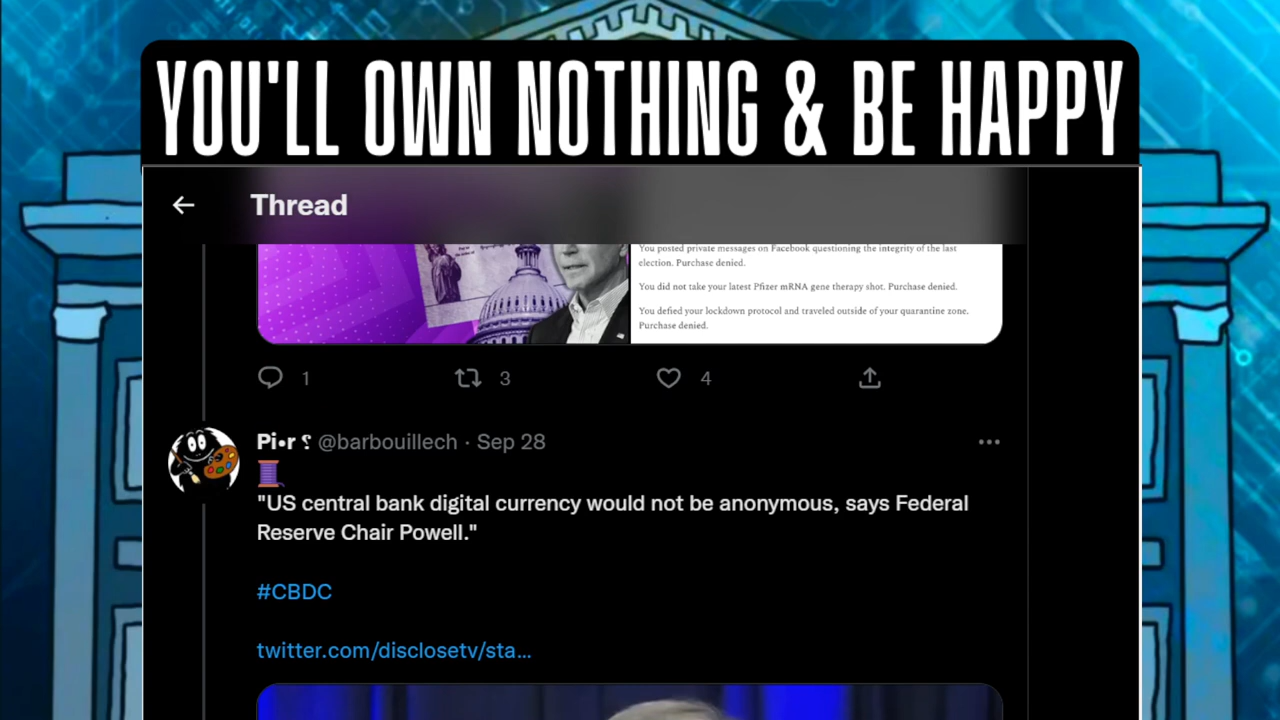 YOU'LL OWN NOTHING & BE HAPPY
Thread
You posted private messages on Facebook questioning the integrity of the last
election. Purchase denied.
You did not take your latest Pfizer mRNA gene therapy shot. Purchase denied.
You defied your lockdown protocol and traveled outside of your quarantine zone.
Purchase denied.
1 3 4
Pi•r⸮ @barbouillech · Sep 28
"US central bank digital currency would not be anonymous, says Federal
Reserve Chair Powell."
#CBDC
twitter.com/disclosetv/sta...